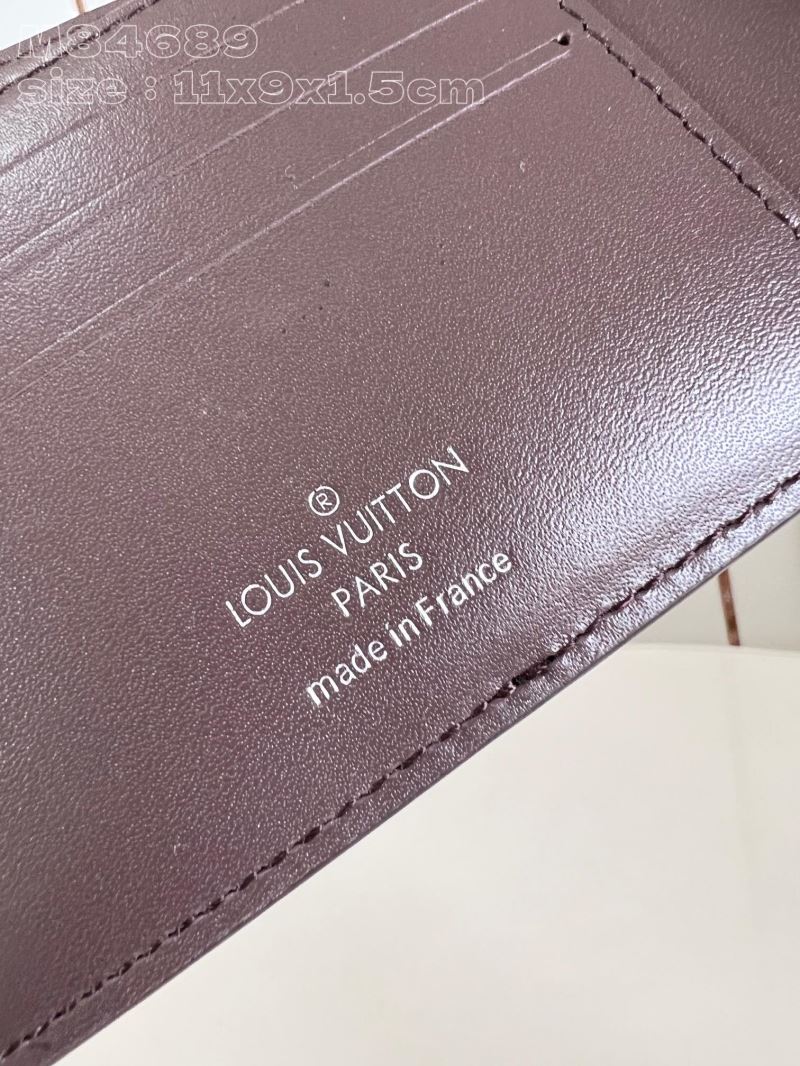 M84689
size : 11x9x1.5cm
®
LOUIS VUITTON
PARIS
made in France